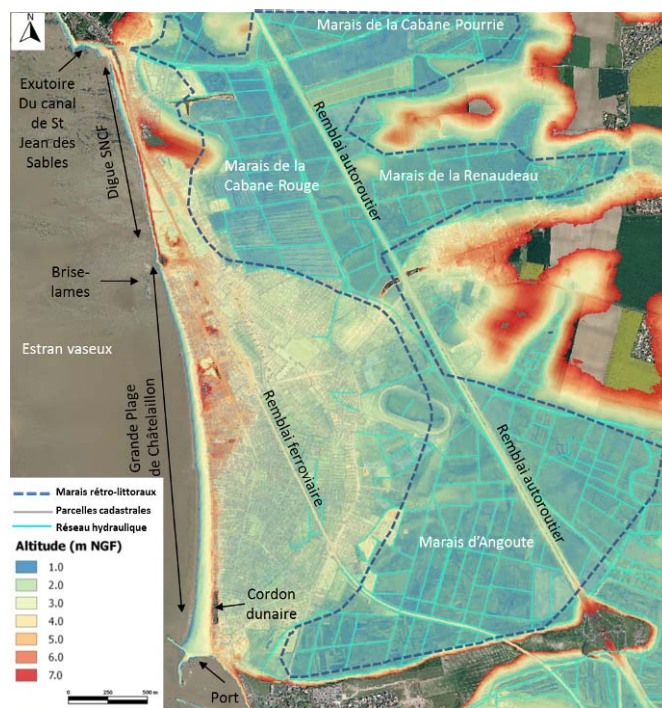 N
Marais de la Cabane Pourrie
Exutoire
Du canal
de St
Jean des
Sables
Digue SNCF
Remblai autoroutier
Marais de la
Cabane Rouge
Marais de la Renaudeau
Brise-
lames
Estran vaseux
Grande Plage
de Châtelaillon
Remblai ferroviaire
Remblai autoroutier
Marais d'Angoute
Cordon
dunaire
Port
Marais rétro-littoraux
Parcelles cadastrales
Réseau hydraulique
Altitude (m NGF)
1.0
2.0
3.0
4.0
5.0
6.0
7.0
0 250 500 m